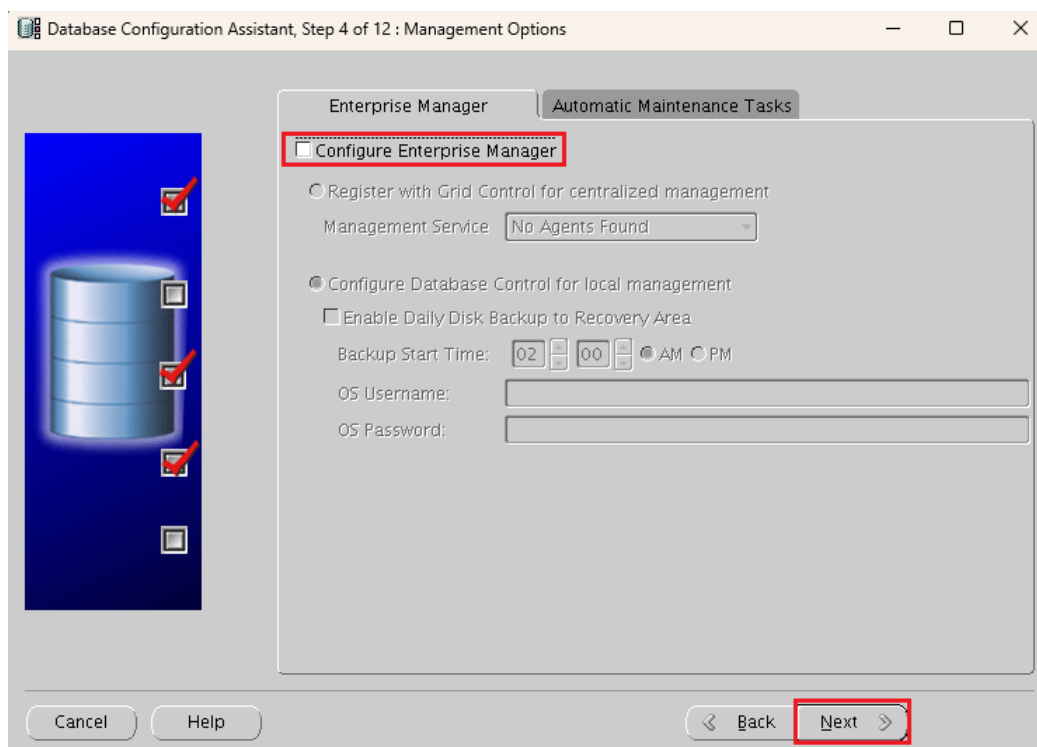 Database Configuration Assistant, Step 4 of 12 : Management Options
Enterprise Manager Automatic Maintenance Tasks
Configure Enterprise Manager
Register with Grid Control for centralized management
Management Service No Agents Found
Configure Database Control for local management
Enable Daily Disk Backup to Recovery Area
Backup Start Time: 02 00 AM PM
OS Username:
OS Password:
Cancel Help Back Next